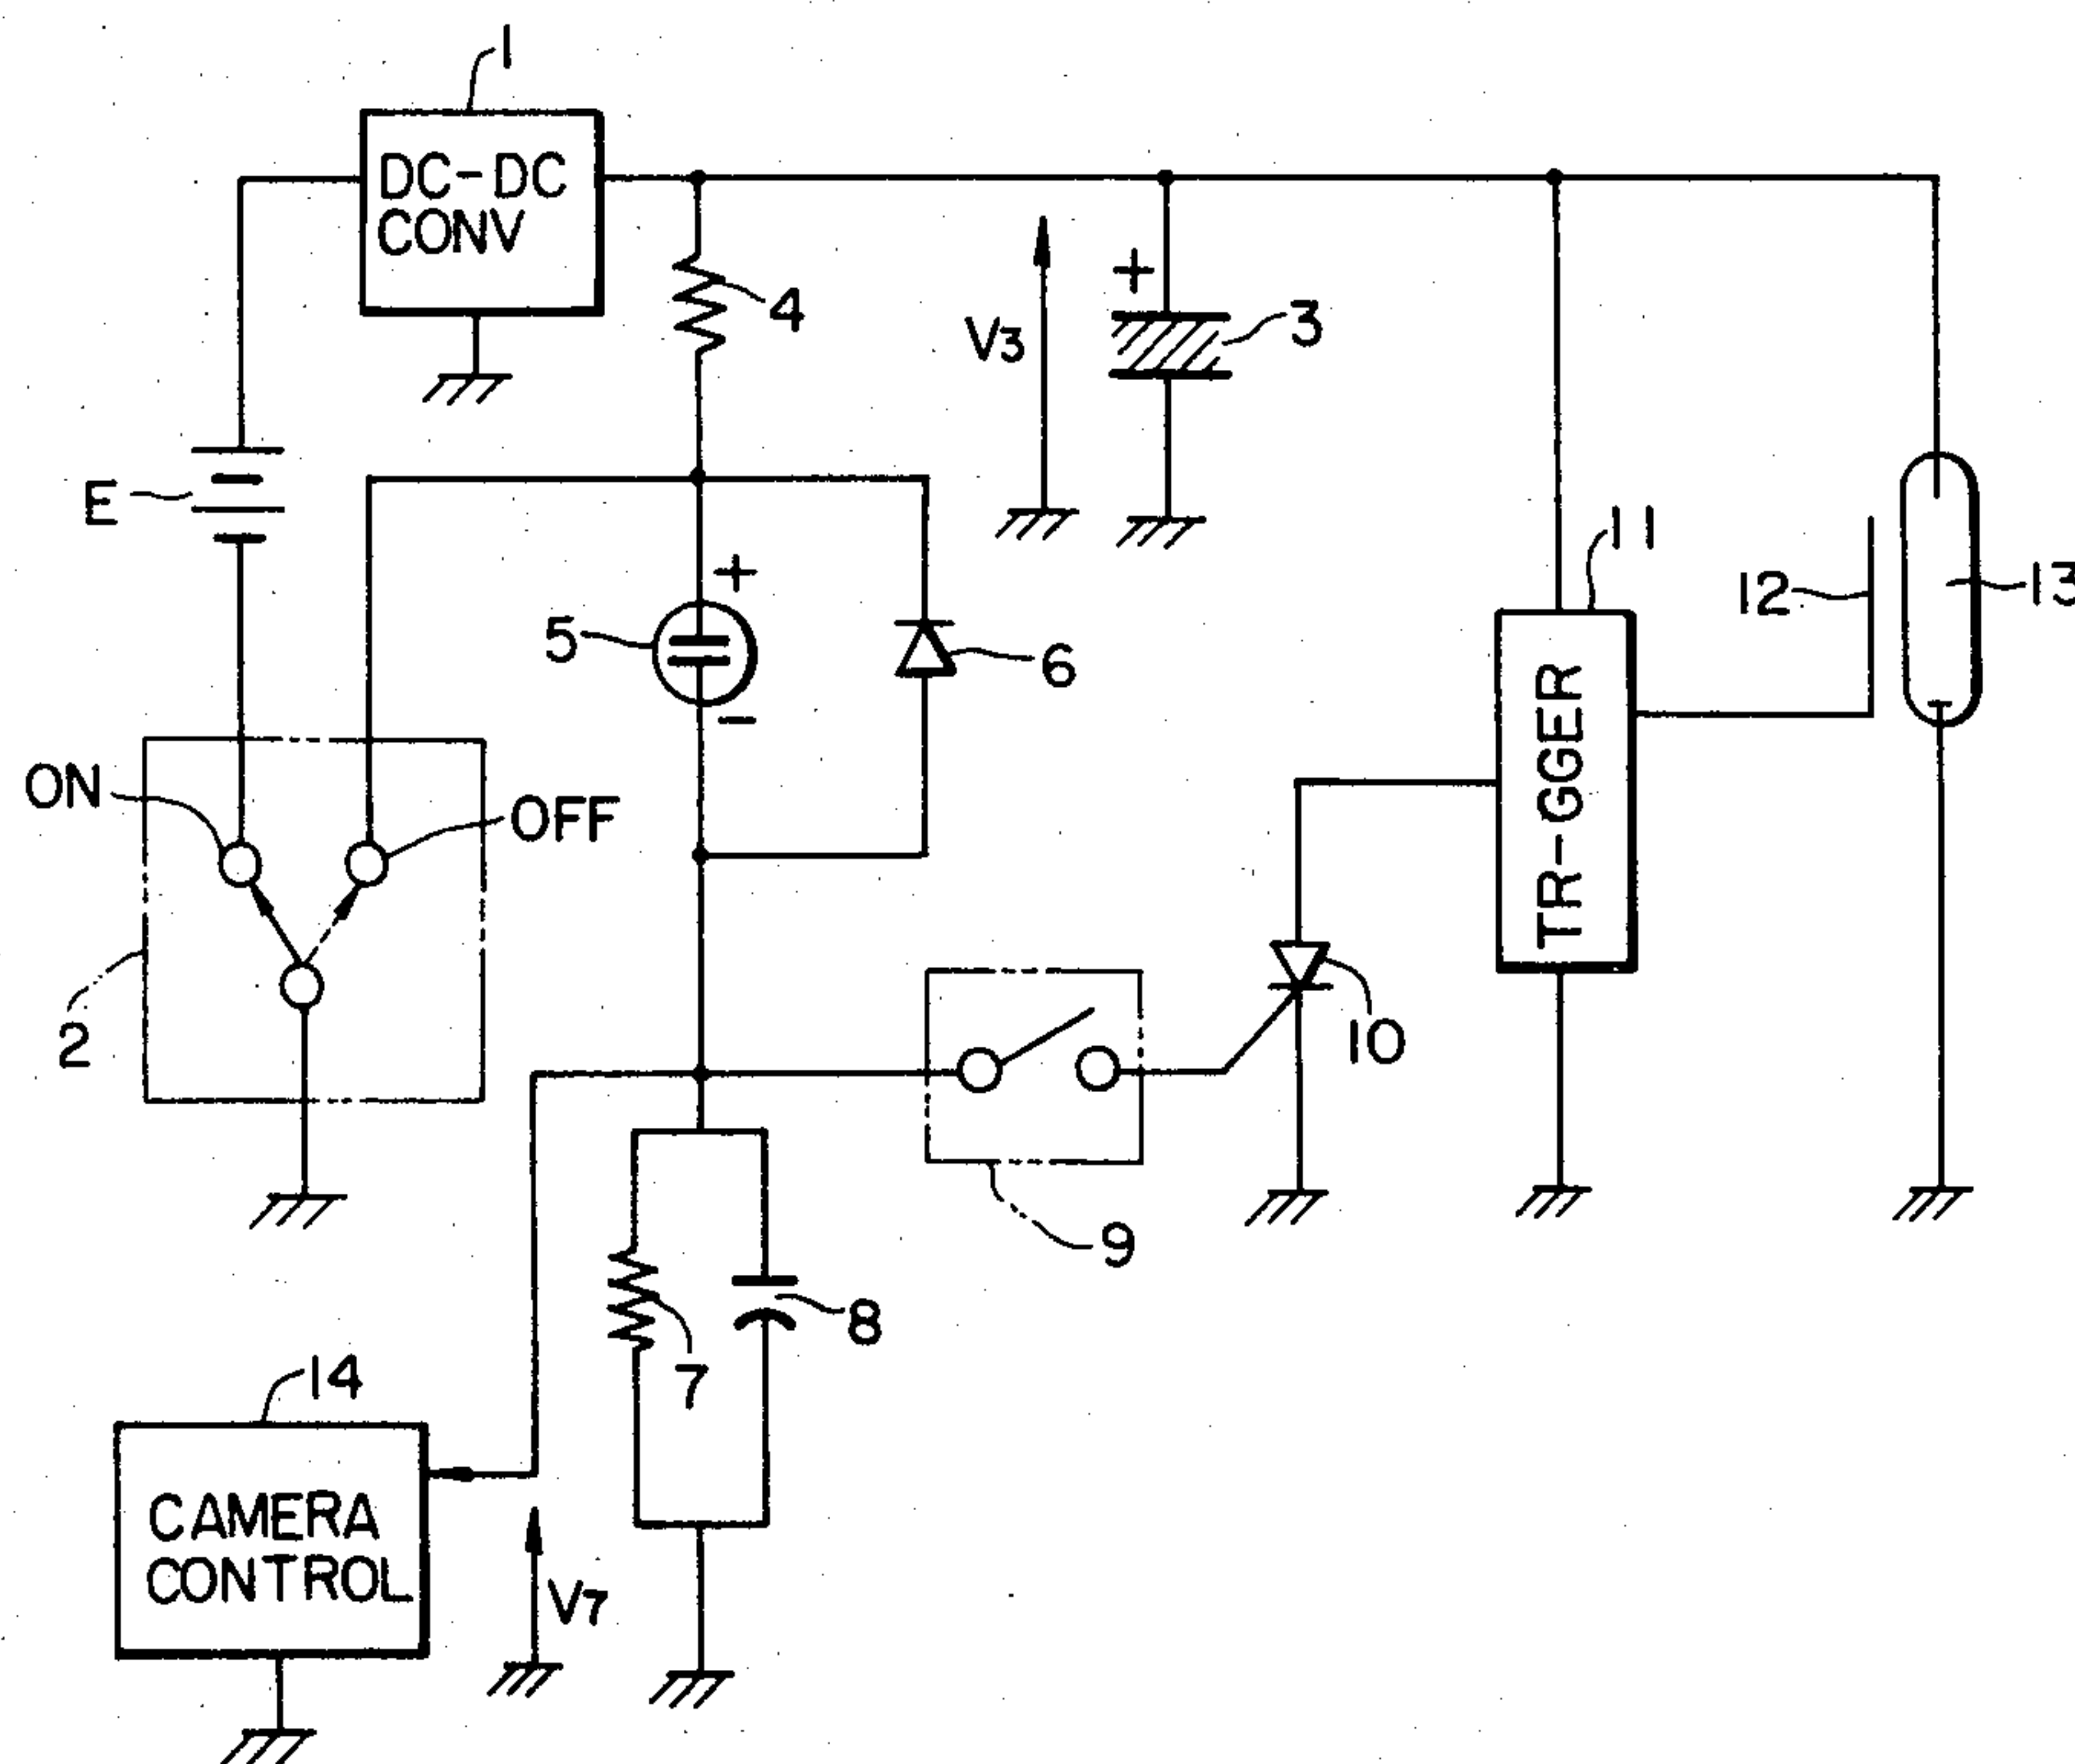 1
DC-DC
CONV
4
V3
+
3
E
11
12
13
+
5
6
-
ON
OFF
TR-GGER
2
10
9
8
7
14
CAMERA
CONTROL
V7